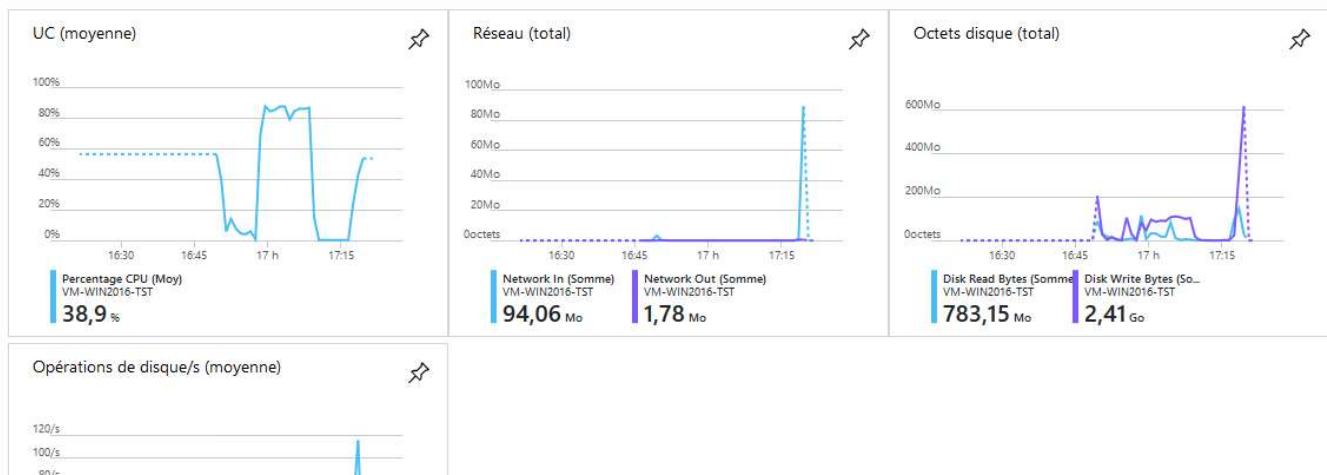 UC (moyenne)
100%
80%
60%
40%
20%
0%
16:30 16:45 17 h 17:15
Percentage CPU (Moy)
VM-WIN2016-TST
38,9 %
Réseau (total)
100Mo
80Mo
60Mo
40Mo
20Mo
0octets
16:30 16:45 17 h 17:15
Network In (Somme)
VM-WIN2016-TST
94,06 Mo
Network Out (Somme)
VM-WIN2016-TST
1,78 Mo
Octets disque (total)
600Mo
400Mo
200Mo
0octets
16:30 16:45 17 h 17:15
Disk Read Bytes (Somme
VM-WIN2016-TST
783,15 Mo
Disk Write Bytes (So...
VM-WIN2016-TST
2,41 Go
Opérations de disque/s (moyenne)
120/s
100/s
80/s